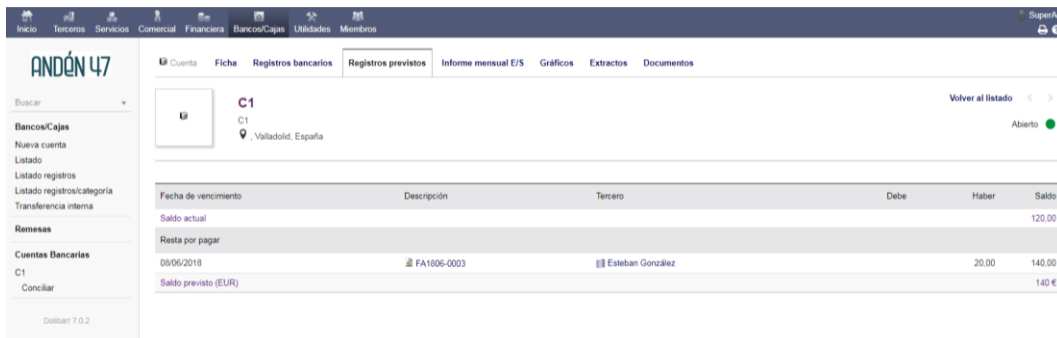 Inicio Terceros Servicios Comercial Financiera Bancos/Cajas Utilidades Miembros
SuperA
ANDÉN 47
Cuenta Ficha Registros bancarios Registros previstos Informe mensual E/S Gráficos Extractos Documentos
Buscar
Bancos/Cajas
Nueva cuenta
Listado
Listado registros
Listado registros/categoría
Transferencia interna
Remesas
Cuentas Bancarias
C1
Conciliar
Dolibarr 7.0.2
C1
C1
, Valladolid, España
Volver al listado < >
Abierto
Fecha de vencimiento Descripción Tercero Debe Haber Saldo
Saldo actual 120,00
Resta por pagar
08/06/2018 FA1806-0003 Esteban González 20,00 140,00
Saldo previsto (EUR) 140 €